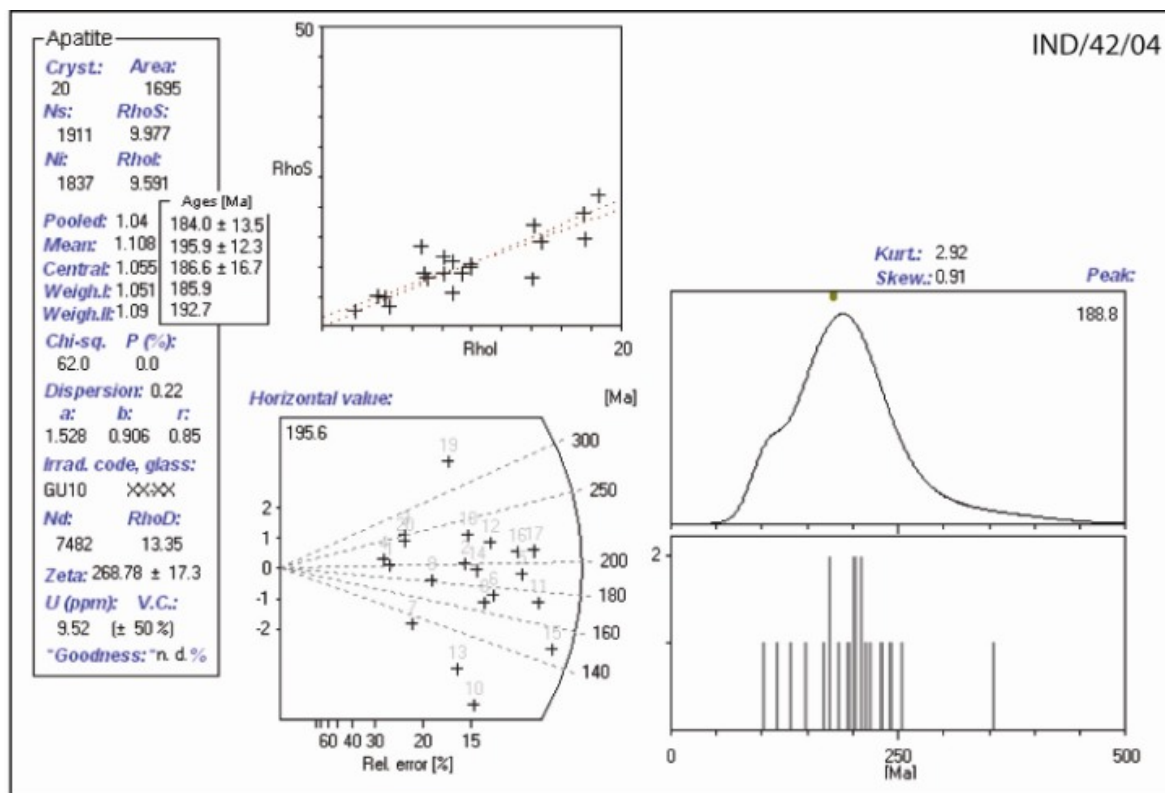 IND/42/04
Apatite
Cryst.: Area:
20 1695
Ns: RhoS:
1911 9.977
Ni: RhoI:
1837 9.591
Ages [Ma]
Pooled: 1.04 184.0 ± 13.5
Mean: 1.108 195.9 ± 12.3
Central: 1.055 186.6 ± 16.7
Weigh.I: 1.051 185.9
Weigh.II: 1.09 192.7
Chi-sq. P (%):
62.0 0.0
Dispersion: 0.22
a: b: r:
1.528 0.906 0.85
Irrad. code, glass:
GU10 XX-XX
Nd: RhoD:
7482 13.35
Zeta: 268.78 ± 17.3
U (ppm): V.C.:
9.52 (± 50 %)
"Goodness:" n. d. %
50
RhoS
RhoI 20
Horizontal value: [Ma]
195.6
300
250
200
180
160
140
2
1
0
-1
-2
19
20
18
12
16
17
4
2
14
5
9
8
6
11
7
15
13
10
60 40 30 20 15
Rel. error [%]
Kurt.: 2.92
Skew.: 0.91
Peak:
188.8
2
0 250 500
[Ma]